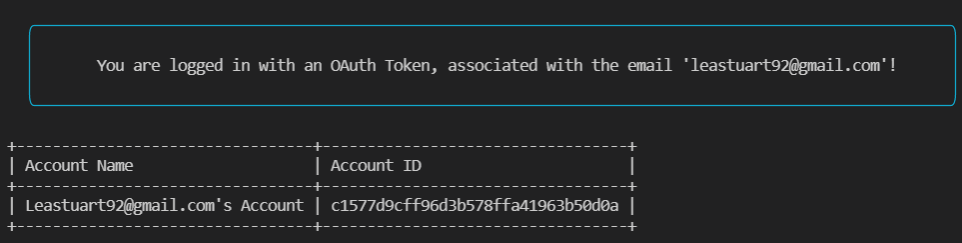 You are logged in with an OAuth Token, associated with the email 'leastuart92@gmail.com'!
+---------------------------------+----------------------------------+
| Account Name | Account ID |
+---------------------------------+----------------------------------+
| Leastuart92@gmail.com's Account | c1577d9cff96d3b578ffa41963b50d0a |
+---------------------------------+----------------------------------+